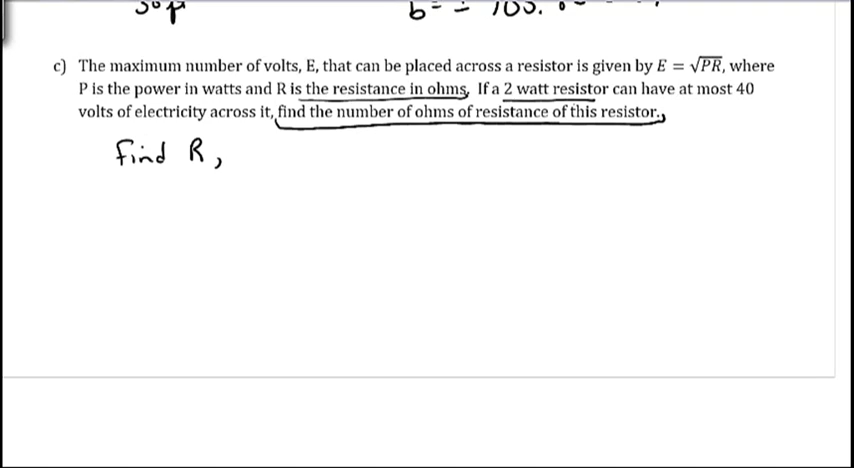 50μ b = ÷ 100.
c) The maximum number of volts, E, that can be placed across a resistor is given by E = √PR, where
P is the power in watts and R is the resistance in ohms. If a 2 watt resistor can have at most 40
volts of electricity across it, find the number of ohms of resistance of this resistor.
find R,